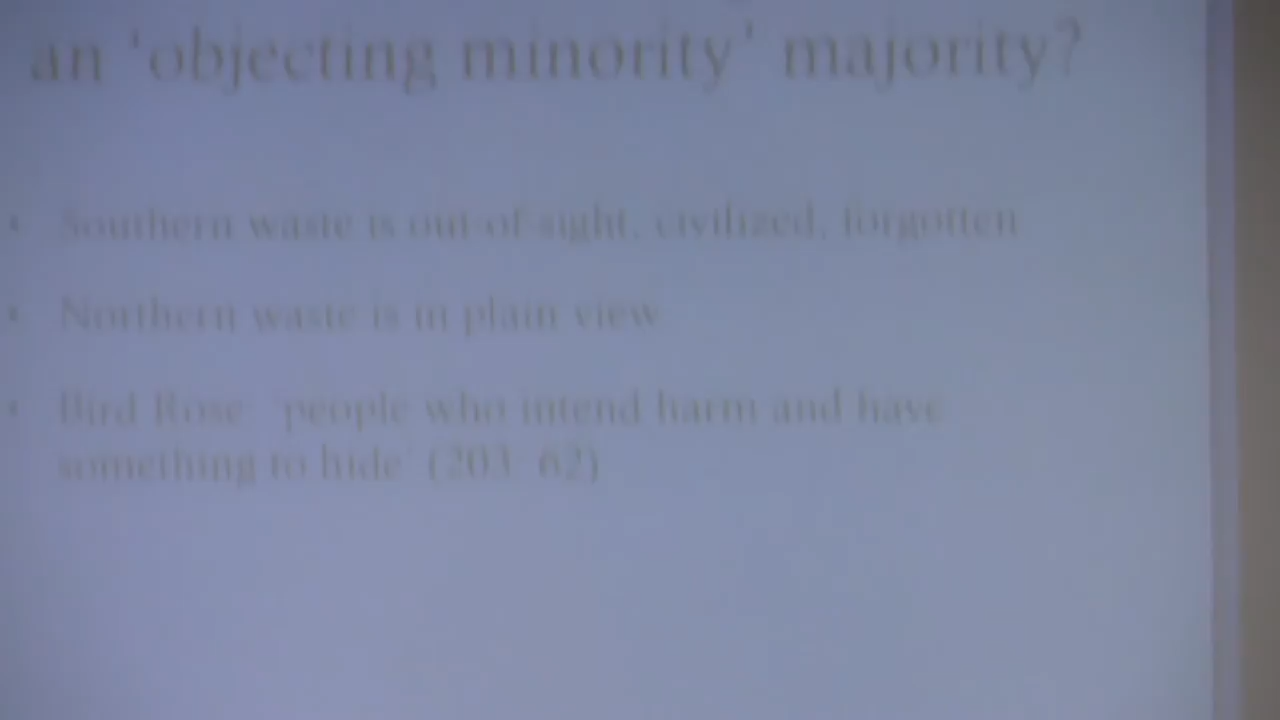 an 'objecting minority' majority?
• Southern waste is out-of-sight, civilized, forgotten
• Northern waste is in plain view
• Bird Rose 'people who intend harm and have
something to hide' (203: 62)